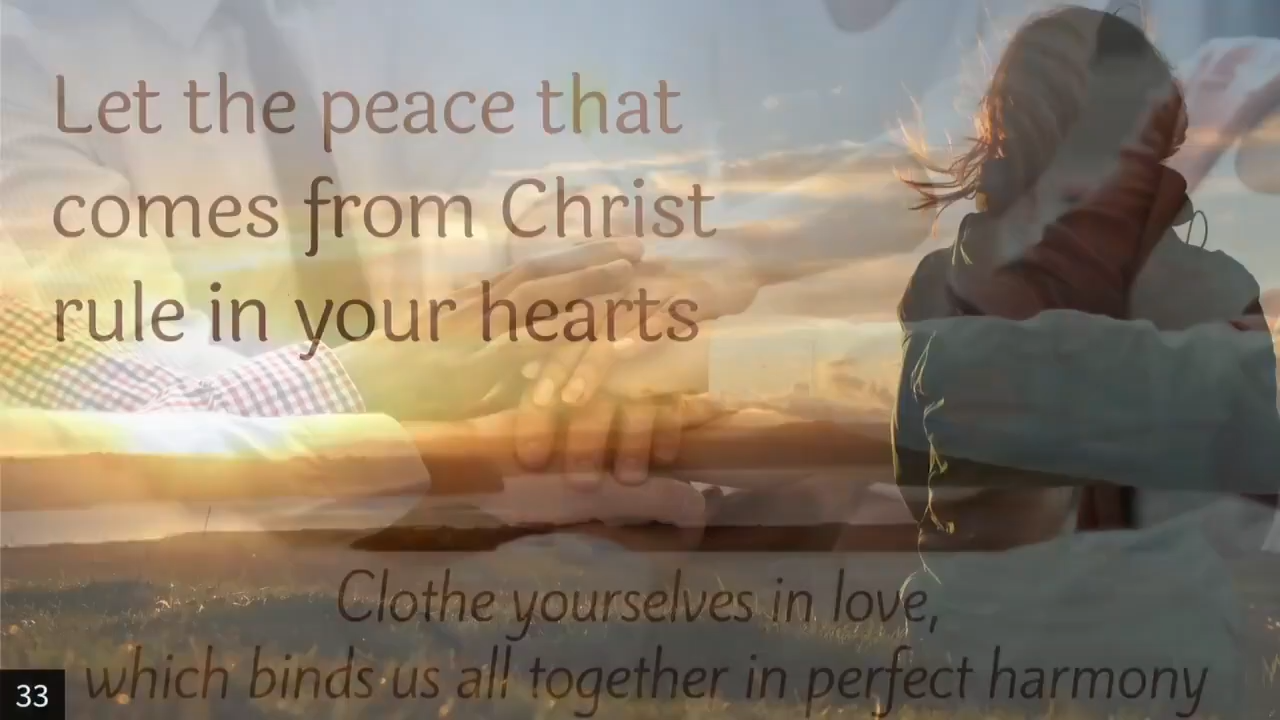 Let the peace that
comes from Christ
rule in your hearts
Clothe yourselves in love,
which binds us all together in perfect harmony
33